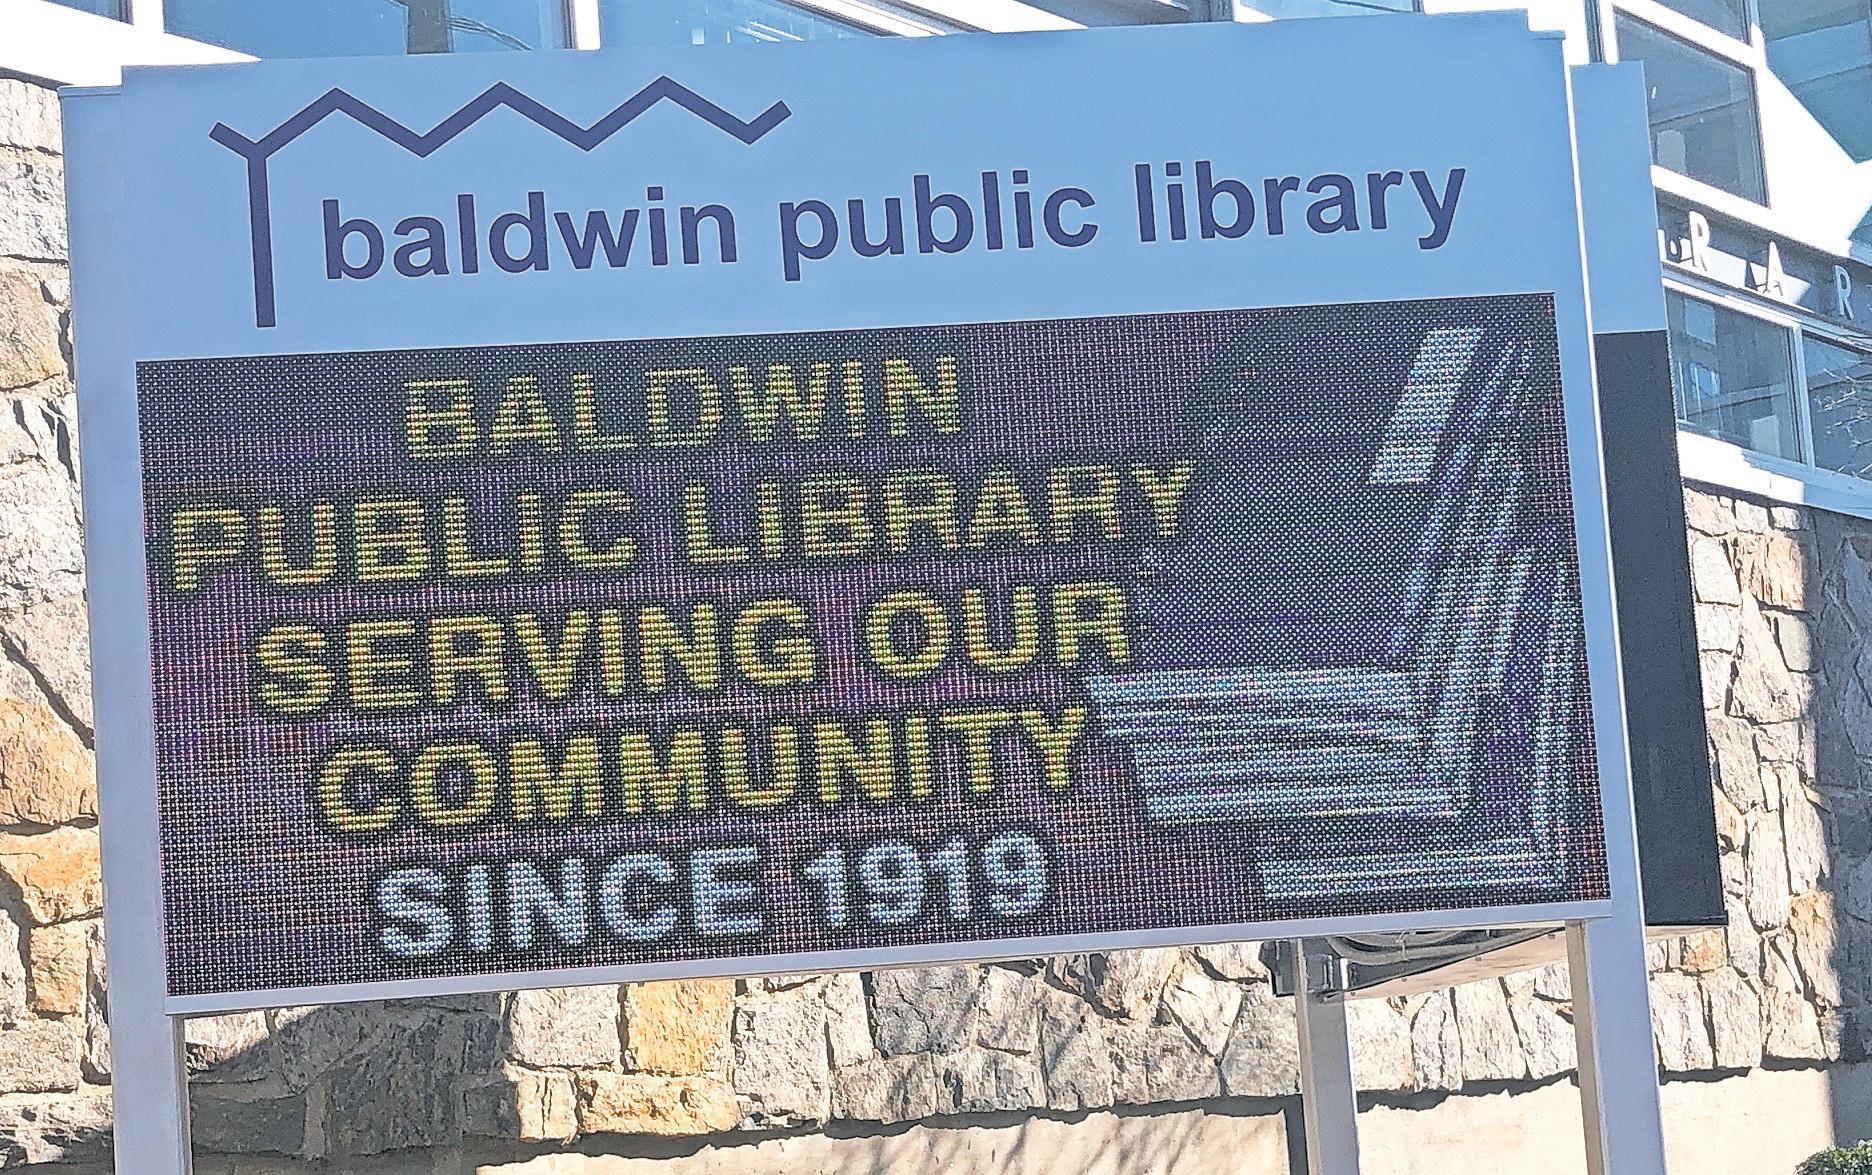 baldwin public library
BALDWIN
PUBLIC LIBRARY
SERVING OUR
COMMUNITY
SINCE 1919
R A R